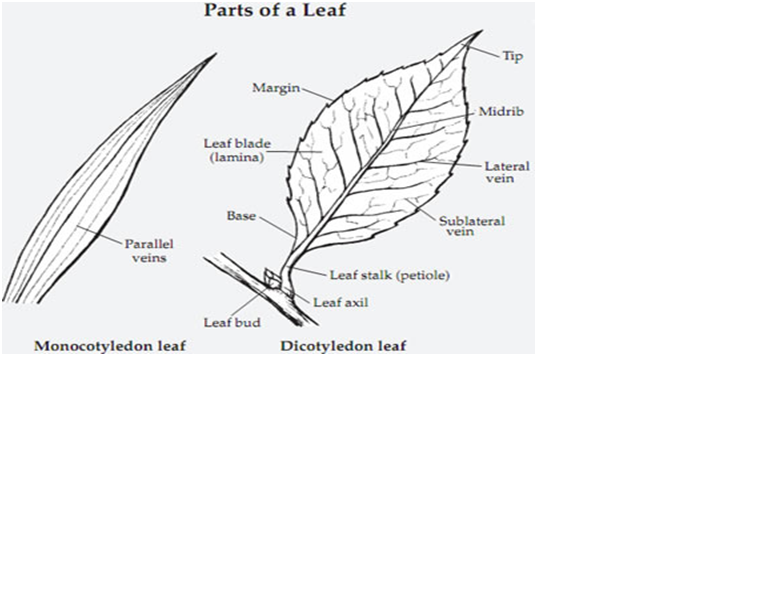 Parts of a Leaf
Tip
Margin
Midrib
Leaf blade
(lamina)
Lateral
vein
Base
Sublateral
vein
Parallel
veins
Leaf stalk (petiole)
Leaf axil
Leaf bud
Monocotyledon leaf
Dicotyledon leaf